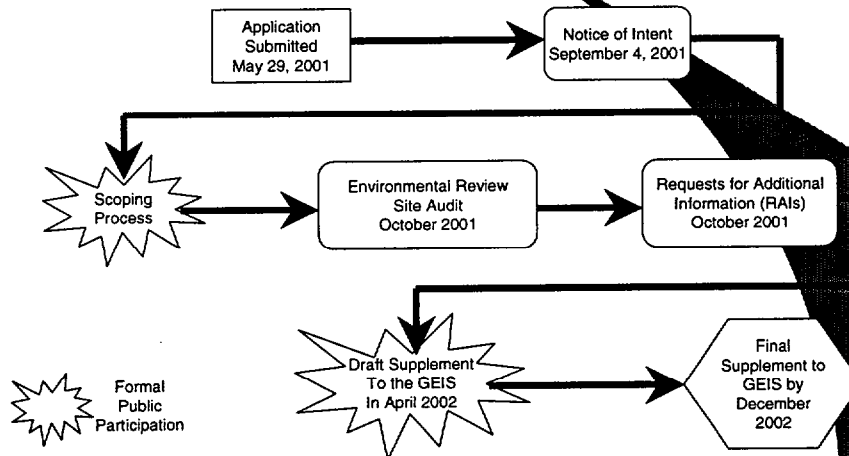 Application
Submitted
May 29, 2001
Notice of Intent
September 4, 2001
Scoping
Process
Environmental Review
Site Audit
October 2001
Requests for Additional
Information (RAIs)
October 2001
Draft Supplement
To the GEIS
In April 2002
Final
Supplement to
GEIS by
December
2002
Formal
Public
Participation